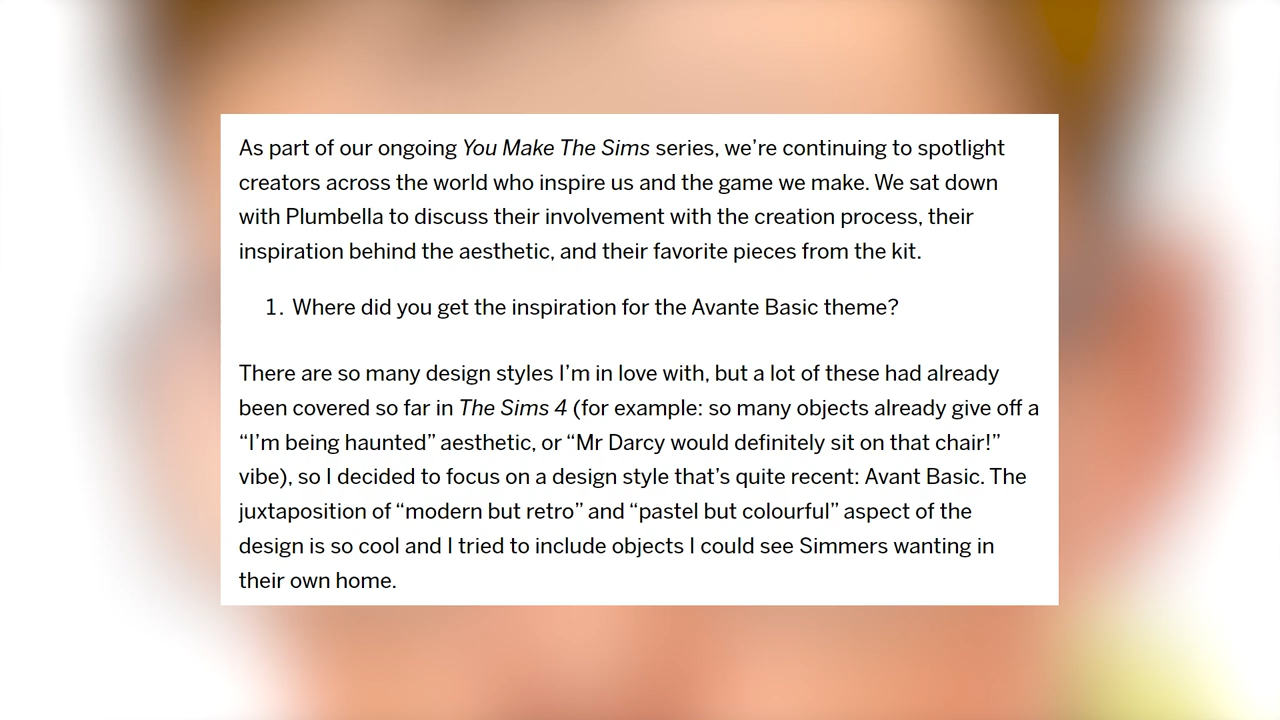 As part of our ongoing You Make The Sims series, we’re continuing to spotlight
creators across the world who inspire us and the game we make. We sat down
with Plumbella to discuss their involvement with the creation process, their
inspiration behind the aesthetic, and their favorite pieces from the kit.
1. Where did you get the inspiration for the Avante Basic theme?
There are so many design styles I’m in love with, but a lot of these had already
been covered so far in The Sims 4 (for example: so many objects already give off a
“I’m being haunted” aesthetic, or “Mr Darcy would definitely sit on that chair!”
vibe), so I decided to focus on a design style that’s quite recent: Avant Basic. The
juxtaposition of “modern but retro” and “pastel but colourful” aspect of the
design is so cool and I tried to include objects I could see Simmers wanting in
their own home.